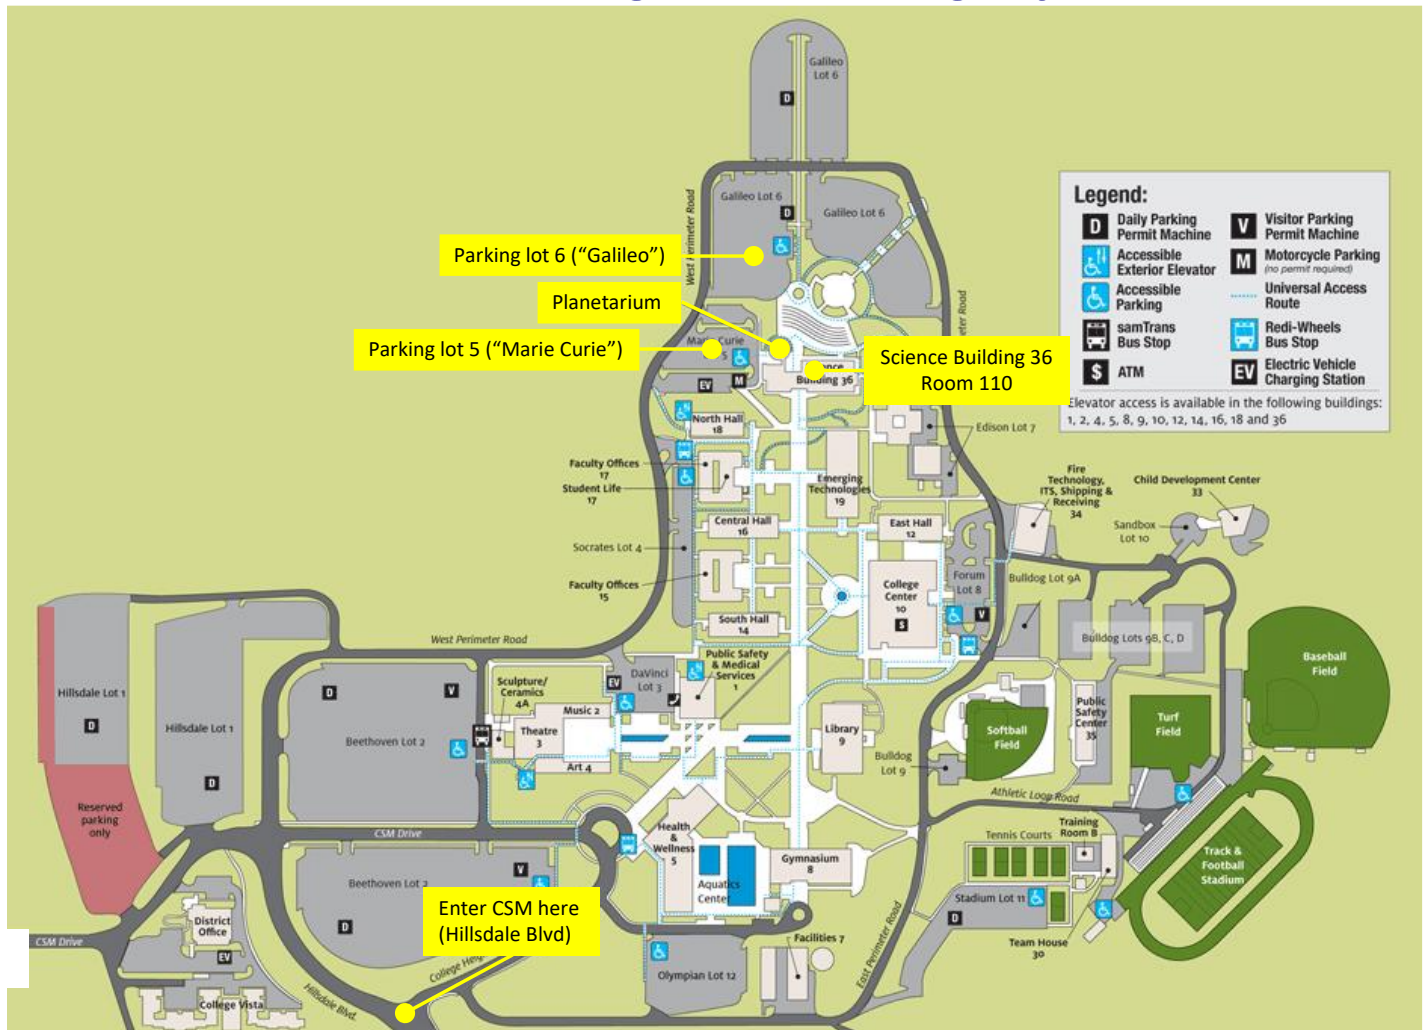 Galileo
Lot 6
D
Galileo Lot 6
D
Galileo Lot 6
West Perimeter Road
Parking lot 6 (“Galileo”)
Planetarium
Parking lot 5 (“Marie Curie”)
Marie Curie
5
EV
M
Science Building 36
Room 110
Building 36
Legend:
D
Daily Parking
Permit Machine
V
Visitor Parking
Permit Machine
Accessible
Exterior Elevator
M
Motorcycle Parking
(no permit required)
Accessible
Parking
Universal Access
Route
samTrans
Bus Stop
Redi-Wheels
Bus Stop
$
ATM
EV
Electric Vehicle
Charging Station
Elevator access is available in the following buildings:
1, 2, 4, 5, 8, 9, 10, 12, 14, 16, 18 and 36
North Hall
18
Edison Lot 7
Faculty Offices
17
Student Life
17
Emerging
Technologies
19
Fire
Technology,
ITS, Shipping &
Receiving
34
Child Development Center
33
Sandbox
Lot 10
Central Hall
16
East Hall
12
Socrates Lot 4
Faculty Offices
15
College
Center
10
$
Forum
Lot 8
V
Bulldog Lot 9A
South Hall
14
Bulldog Lots 9B, C, D
West Perimeter Road
Public Safety
& Medical
Services
1
Baseball
Field
Hillsdale Lot 1
D
Hillsdale Lot 1
D
D
V
Beethoven Lot 2
Sculpture/
Ceramics
4A
EV
DaVinci
Lot 3
Music 2
Theatre
3
Art 4
Library
9
Softball
Field
Public
Safety
Center
35
Turf
Field
Bulldog
Lot 9
Athletic Loop Road
Reserved
parking
only
CSM Drive
Health
&
Wellness
5
Aquatics
Center
Gymnasium
8
Tennis Courts
Training
Room B
Track &
Football
Stadium
Beethoven Lot 2
V
D
Stadium Lot 11
D
District
Office
EV
CSM Drive
Enter CSM here
(Hillsdale Blvd)
Facilities 7
Team House
30
East Perimeter Road
Olympian Lot 12
College Heig
College Vista
Hillsdale Blvd.